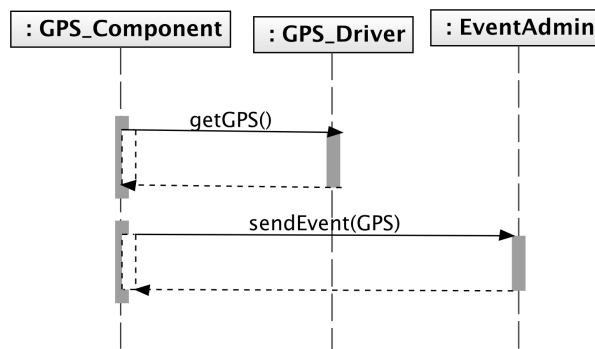 : GPS_Component
: GPS_Driver
: EventAdmin
getGPS()
sendEvent(GPS)